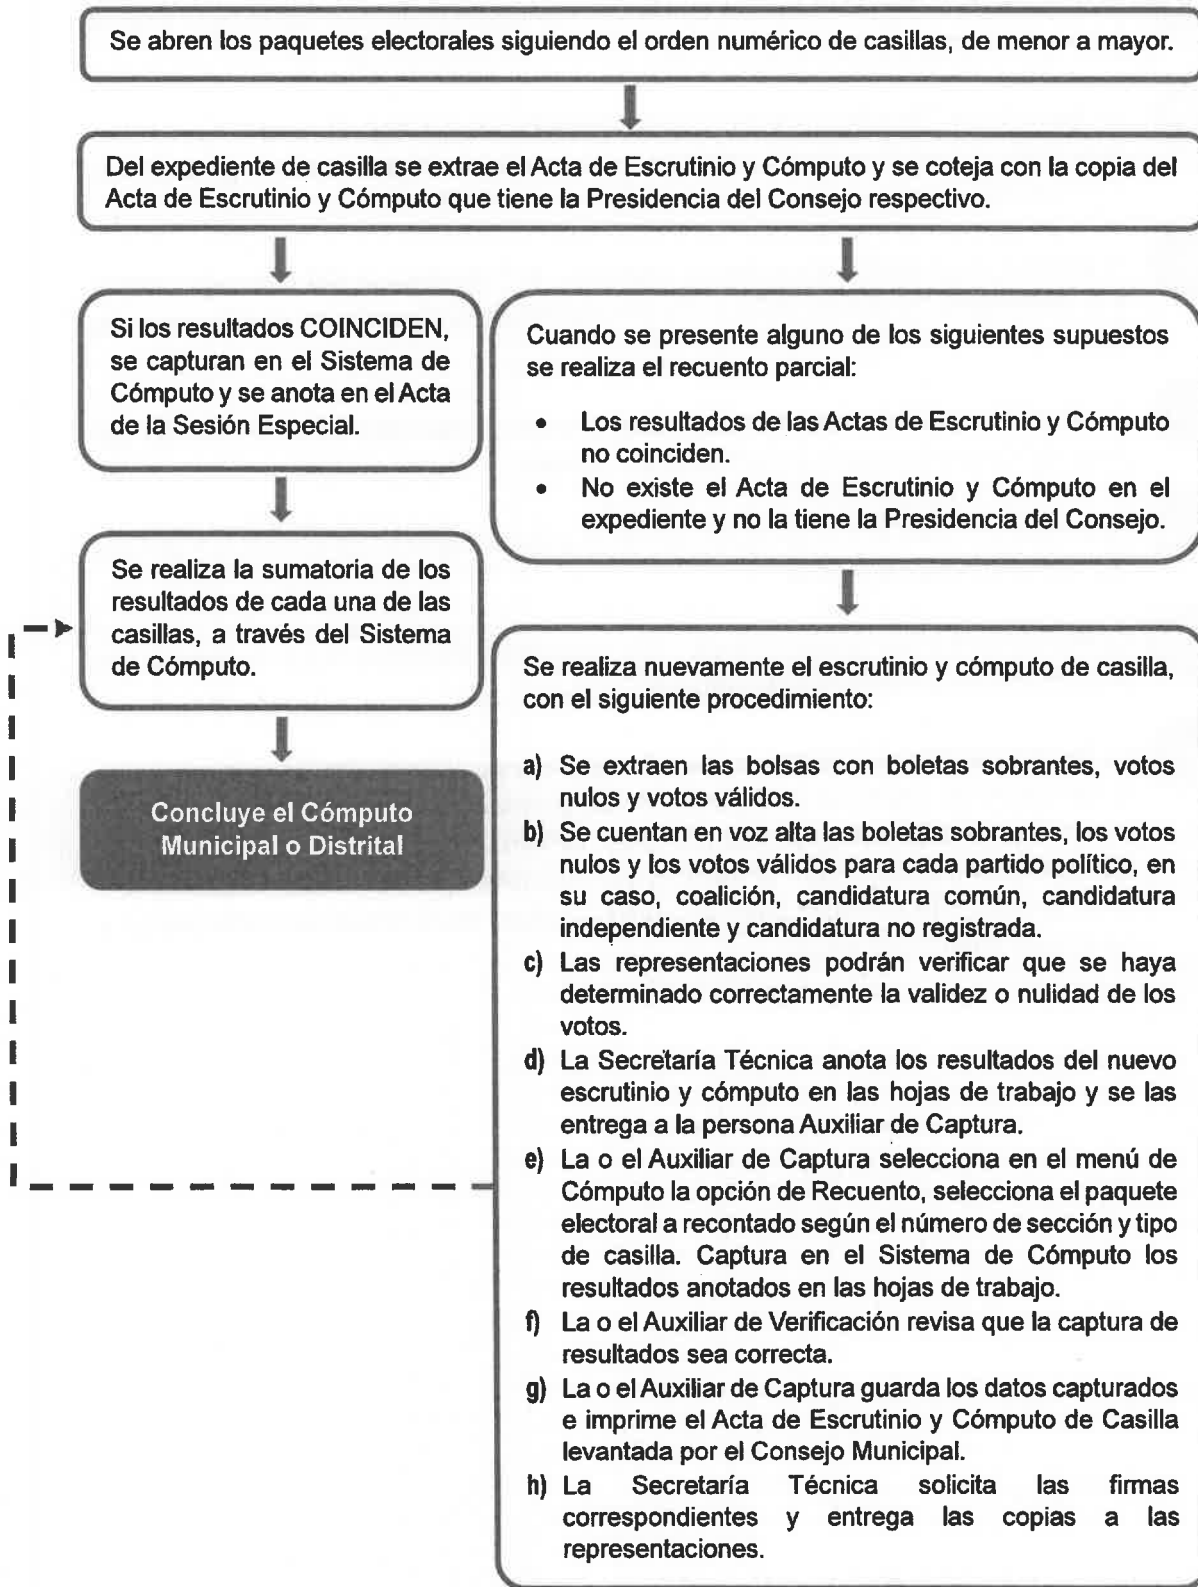 Se abren los paquetes electorales siguiendo el orden numérico de casillas, de menor a mayor.
Del expediente de casilla se extrae el Acta de Escrutinio y Cómputo y se coteja con la copia del
Acta de Escrutinio y Cómputo que tiene la Presidencia del Consejo respectivo.
Si los resultados COINCIDEN,
se capturan en el Sistema de
Cómputo y se anota en el Acta
de la Sesión Especial.
Se realiza la sumatoria de los
resultados de cada una de las
casillas, a través del Sistema
de Cómputo.
Concluye el Cómputo
Municipal o Distrital
Cuando se presente alguno de los siguientes supuestos
se realiza el recuento parcial:
• Los resultados de las Actas de Escrutinio y Cómputo
no coinciden.
• No existe el Acta de Escrutinio y Cómputo en el
expediente y no la tiene la Presidencia del Consejo.
Se realiza nuevamente el escrutinio y cómputo de casilla,
con el siguiente procedimiento:
a) Se extraen las bolsas con boletas sobrantes, votos
nulos y votos válidos.
b) Se cuentan en voz alta las boletas sobrantes, los votos
nulos y los votos válidos para cada partido político, en
su caso, coalición, candidatura común, candidatura
independiente y candidatura no registrada.
c) Las representaciones podrán verificar que se haya
determinado correctamente la validez o nulidad de los
votos.
d) La Secretaría Técnica anota los resultados del nuevo
escrutinio y cómputo en las hojas de trabajo y se las
entrega a la persona Auxiliar de Captura.
e) La o el Auxiliar de Captura selecciona en el menú de
Cómputo la opción de Recuento, selecciona el paquete
electoral a recontado según el número de sección y tipo
de casilla. Captura en el Sistema de Cómputo los
resultados anotados en las hojas de trabajo.
f) La o el Auxiliar de Verificación revisa que la captura de
resultados sea correcta.
g) La o el Auxiliar de Captura guarda los datos capturados
e imprime el Acta de Escrutinio y Cómputo de Casilla
levantada por el Consejo Municipal.
h) La Secretaría Técnica solicita las firmas
correspondientes y entrega las copias a las
representaciones.